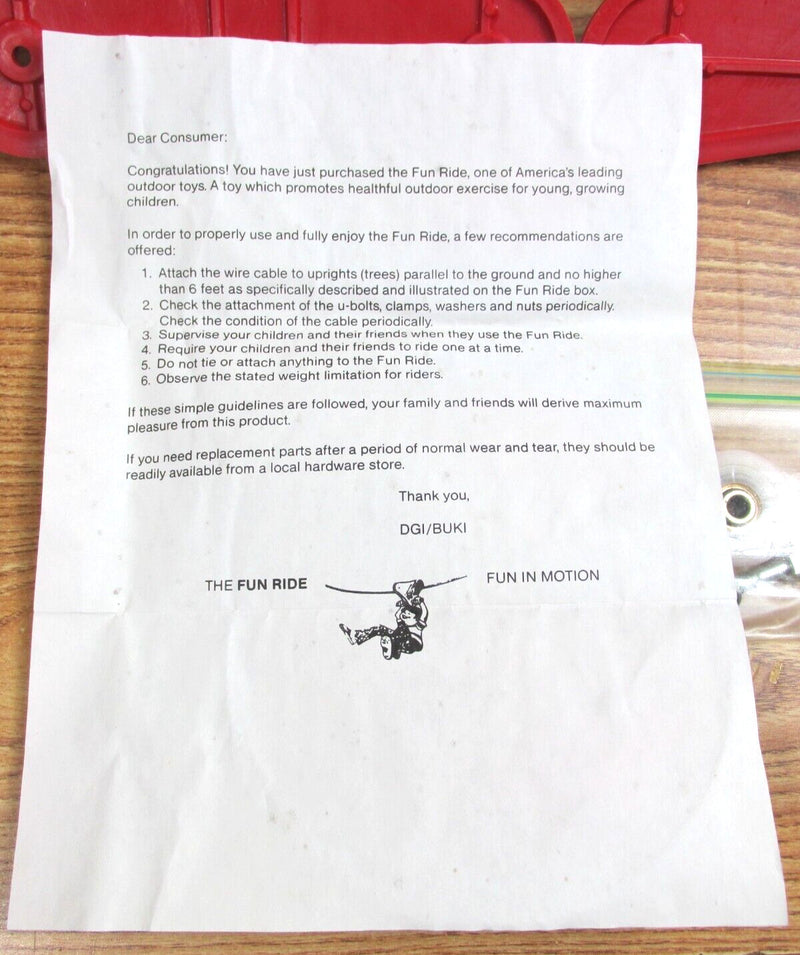 Dear Consumer:
Congratulations! You have just purchased the Fun Ride, one of America's leading
outdoor toys. A toy which promotes healthful outdoor exercise for young, growing
children.
In order to properly use and fully enjoy the Fun Ride, a few recommendations are
offered:
1. Attach the wire cable to uprights (trees) parallel to the ground and no higher
than 6 feet as specifically described and illustrated on the Fun Ride box.
2. Check the attachment of the u-bolts, clamps, washers and nuts periodically.
Check the condition of the cable periodically.
3. Supervise your children and their friends when they use the Fun Ride.
4. Require your children and their friends to ride one at a time.
5. Do not tie or attach anything to the Fun Ride.
6. Observe the stated weight limitation for riders.
If these simple guidelines are followed, your family and friends will derive maximum
pleasure from this product.
If you need replacement parts after a period of normal wear and tear, they should be
readily available from a local hardware store.
Thank you,
DGI/BUKI
THE FUN RIDE FUN IN MOTION